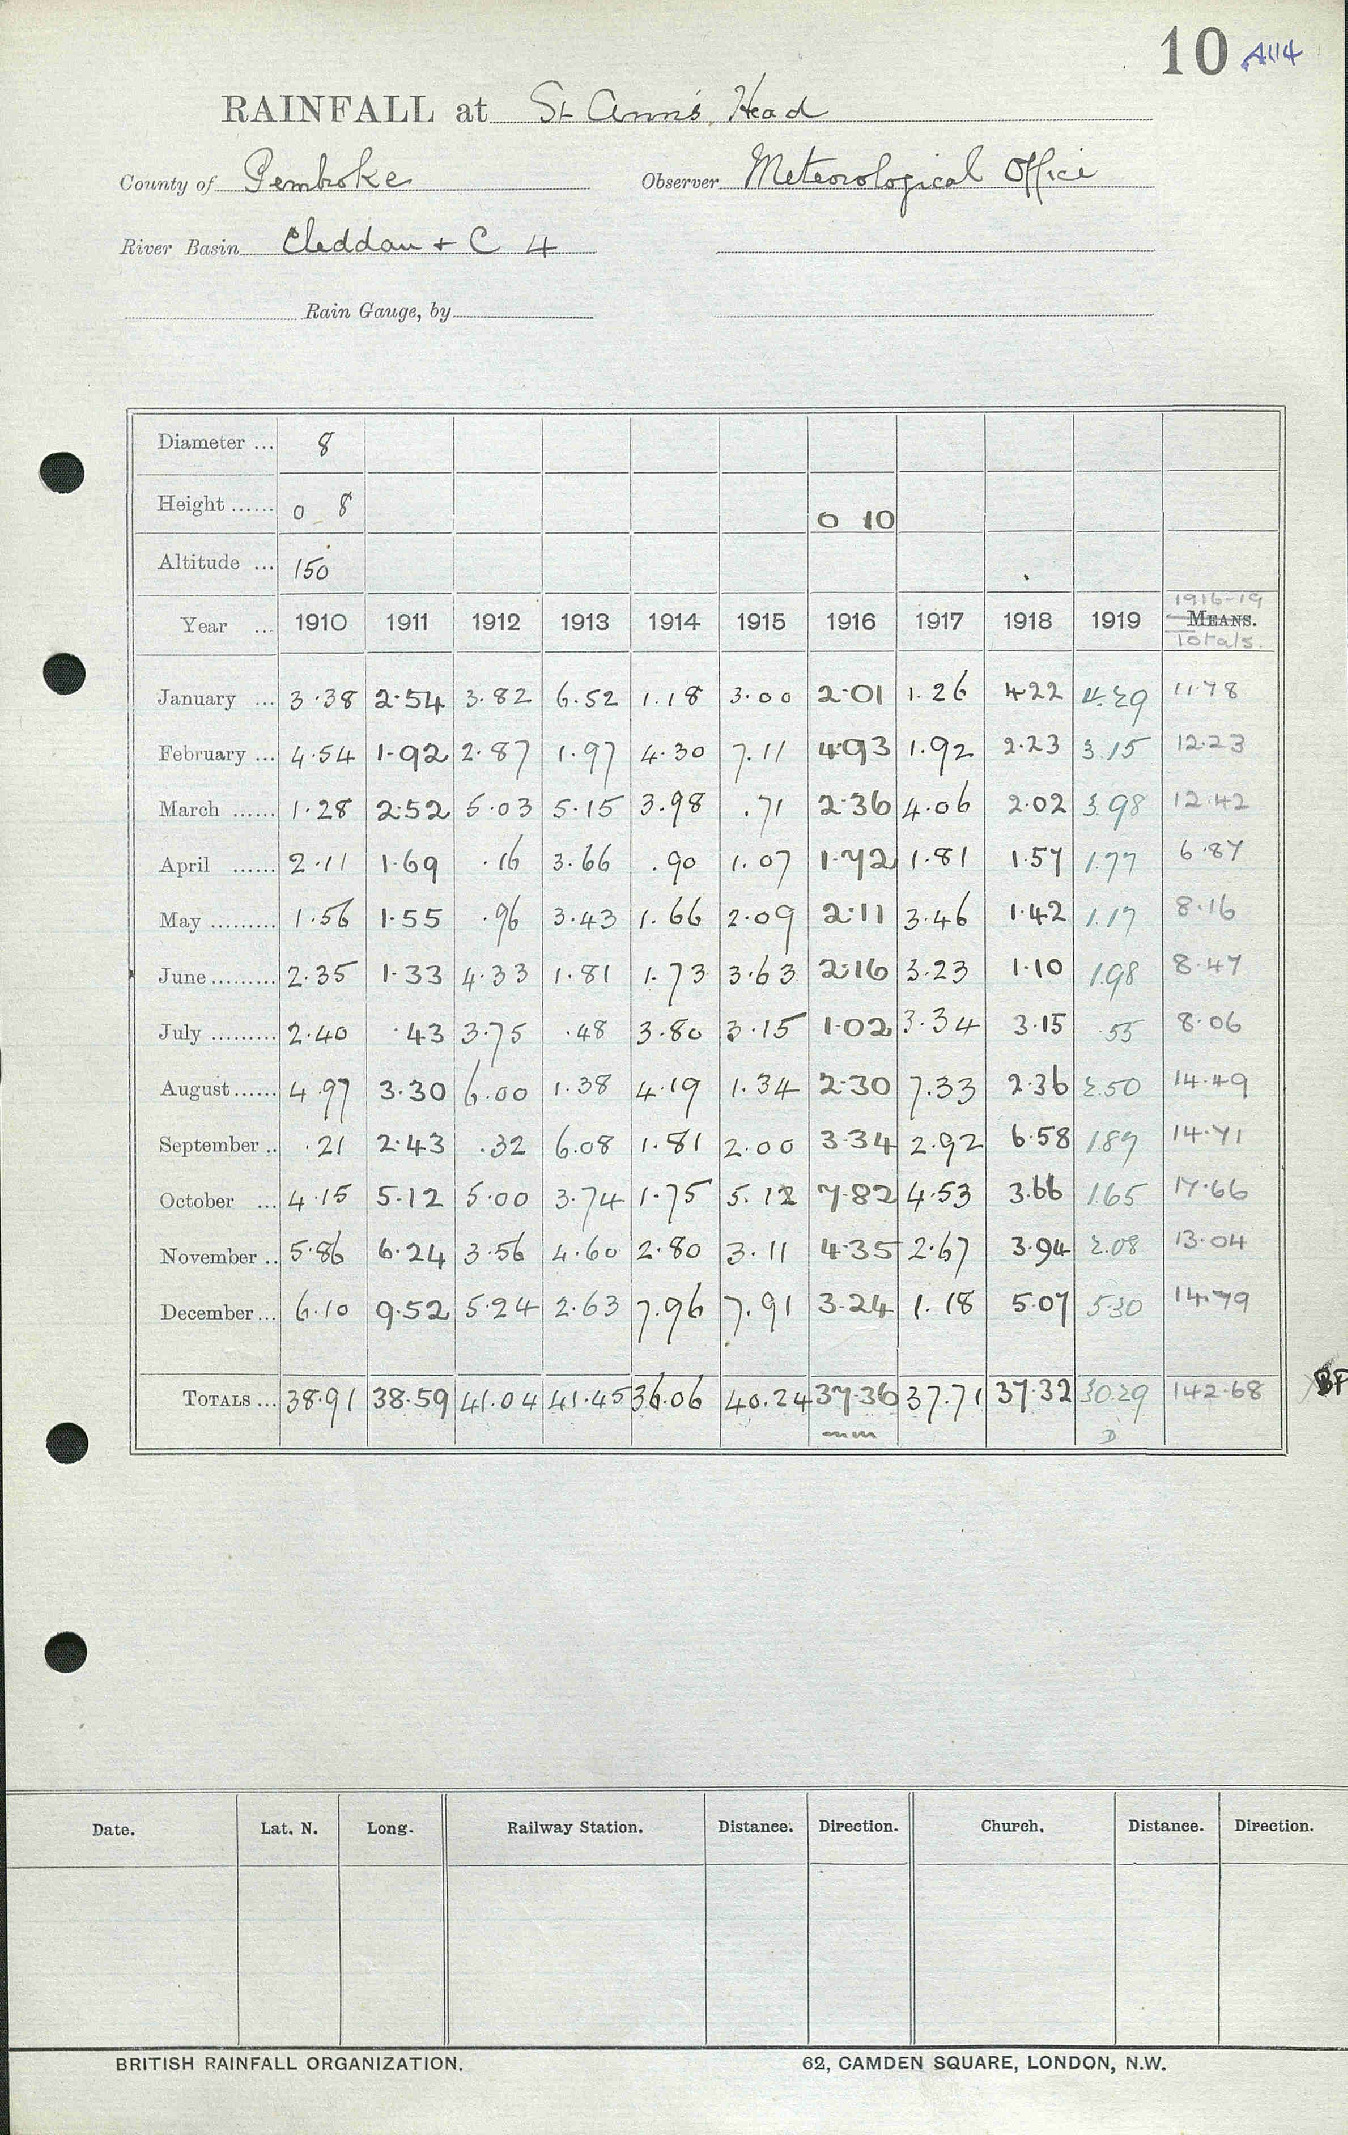 10 A114
RAINFALL at St Ann's Head
County of Pembroke Observer Meteorological Office
River Basin Cleddau + C 4
Rain Gauge, by
Diameter ... 8
Height ...... 0 8 0 10
Altitude ... 150
1916-19
Year ... 1910 1911 1912 1913 1914 1915 1916 1917 1918 1919 MEANS.
Totals.
January ... 3.38 2.54 3.82 6.52 1.18 3.00 2.01 1.26 4.22 4.29 11.78
February ... 4.54 1.92 2.87 1.97 4.30 7.11 4.93 1.92 2.23 3.15 12.23
March ...... 1.28 2.52 5.03 5.15 3.98 .71 2.36 4.06 2.02 3.98 12.42
April ...... 2.11 1.69 .16 3.66 .90 1.07 1.72 1.81 1.57 1.77 6.87
May ......... 1.56 1.55 .96 3.43 1.66 2.09 2.11 3.46 1.42 1.17 8.16
June ......... 2.35 1.33 4.33 1.81 1.73 3.63 2.16 3.23 1.10 1.98 8.47
July ......... 2.40 .43 3.75 .48 3.80 3.15 1.02 3.34 3.15 .55 8.06
August ...... 4.97 3.30 6.00 1.38 4.19 1.34 2.30 7.33 2.36 2.50 14.49
September .. .21 2.43 .32 6.08 1.81 2.00 3.34 2.92 6.58 1.87 14.71
October ... 4.15 5.12 5.00 3.74 1.75 5.12 7.82 4.53 3.66 1.65 17.66
November .. 5.86 6.24 3.56 4.60 2.80 3.11 4.35 2.67 3.94 2.08 13.04
December ... 6.10 9.52 5.24 2.63 7.96 7.91 3.24 1.18 5.07 5.30 14.79
TOTALS ... 38.91 38.59 41.04 41.45 36.06 40.24 37.36 37.71 37.32 30.29 142.68
D
Date. Lat. N. Long. Railway Station. Distance. Direction. Church. Distance. Direction.
BRITISH RAINFALL ORGANIZATION. 62, CAMDEN SQUARE, LONDON, N.W.